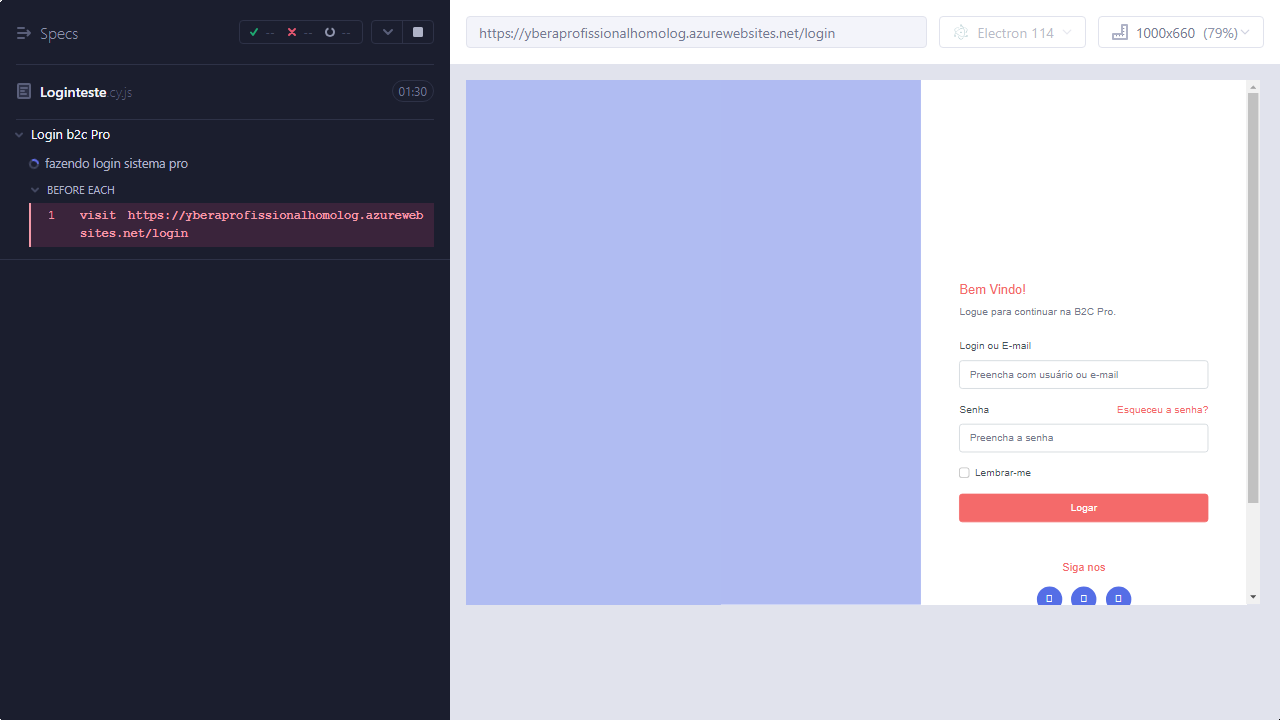 Specs
-- -- --
Loginteste.cy.js
01:30
Login b2c Pro
fazendo login sistema pro
BEFORE EACH
1 visit https://yberaprofissionalhomolog.azureweb
sites.net/login
https://yberaprofissionalhomolog.azurewebsites.net/login
Electron 114
1000x660 (79%)
Bem Vindo!
Logue para continuar na B2C Pro.
Login ou E-mail
Preencha com usuário ou e-mail
Senha
Esqueceu a senha?
Preencha a senha
Lembrar-me
Logar
Siga nos